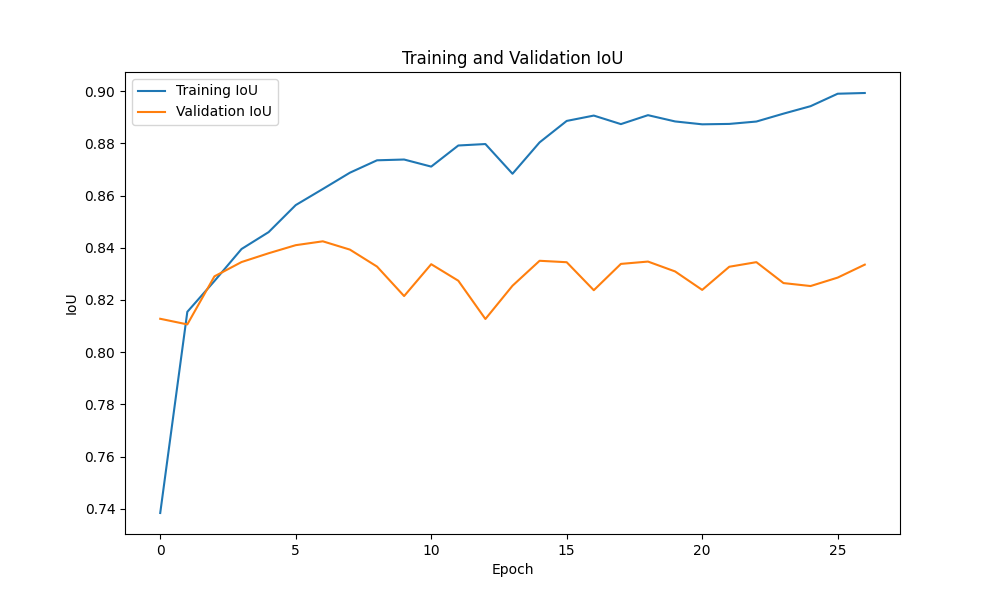 Training and Validation IoU
Training IoU
Validation IoU
0.90
0.88
0.86
0.84
0.82
0.80
0.78
0.76
0.74
IoU
0 5 10 15 20 25
Epoch